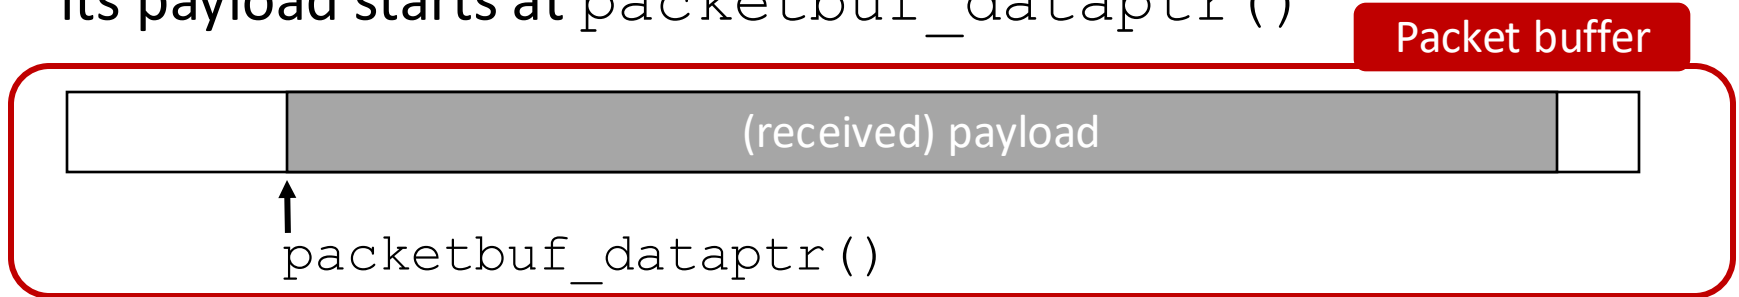 its payload starts at packetbuf_dataptr()
Packet buffer
(received) payload
packetbuf_dataptr()